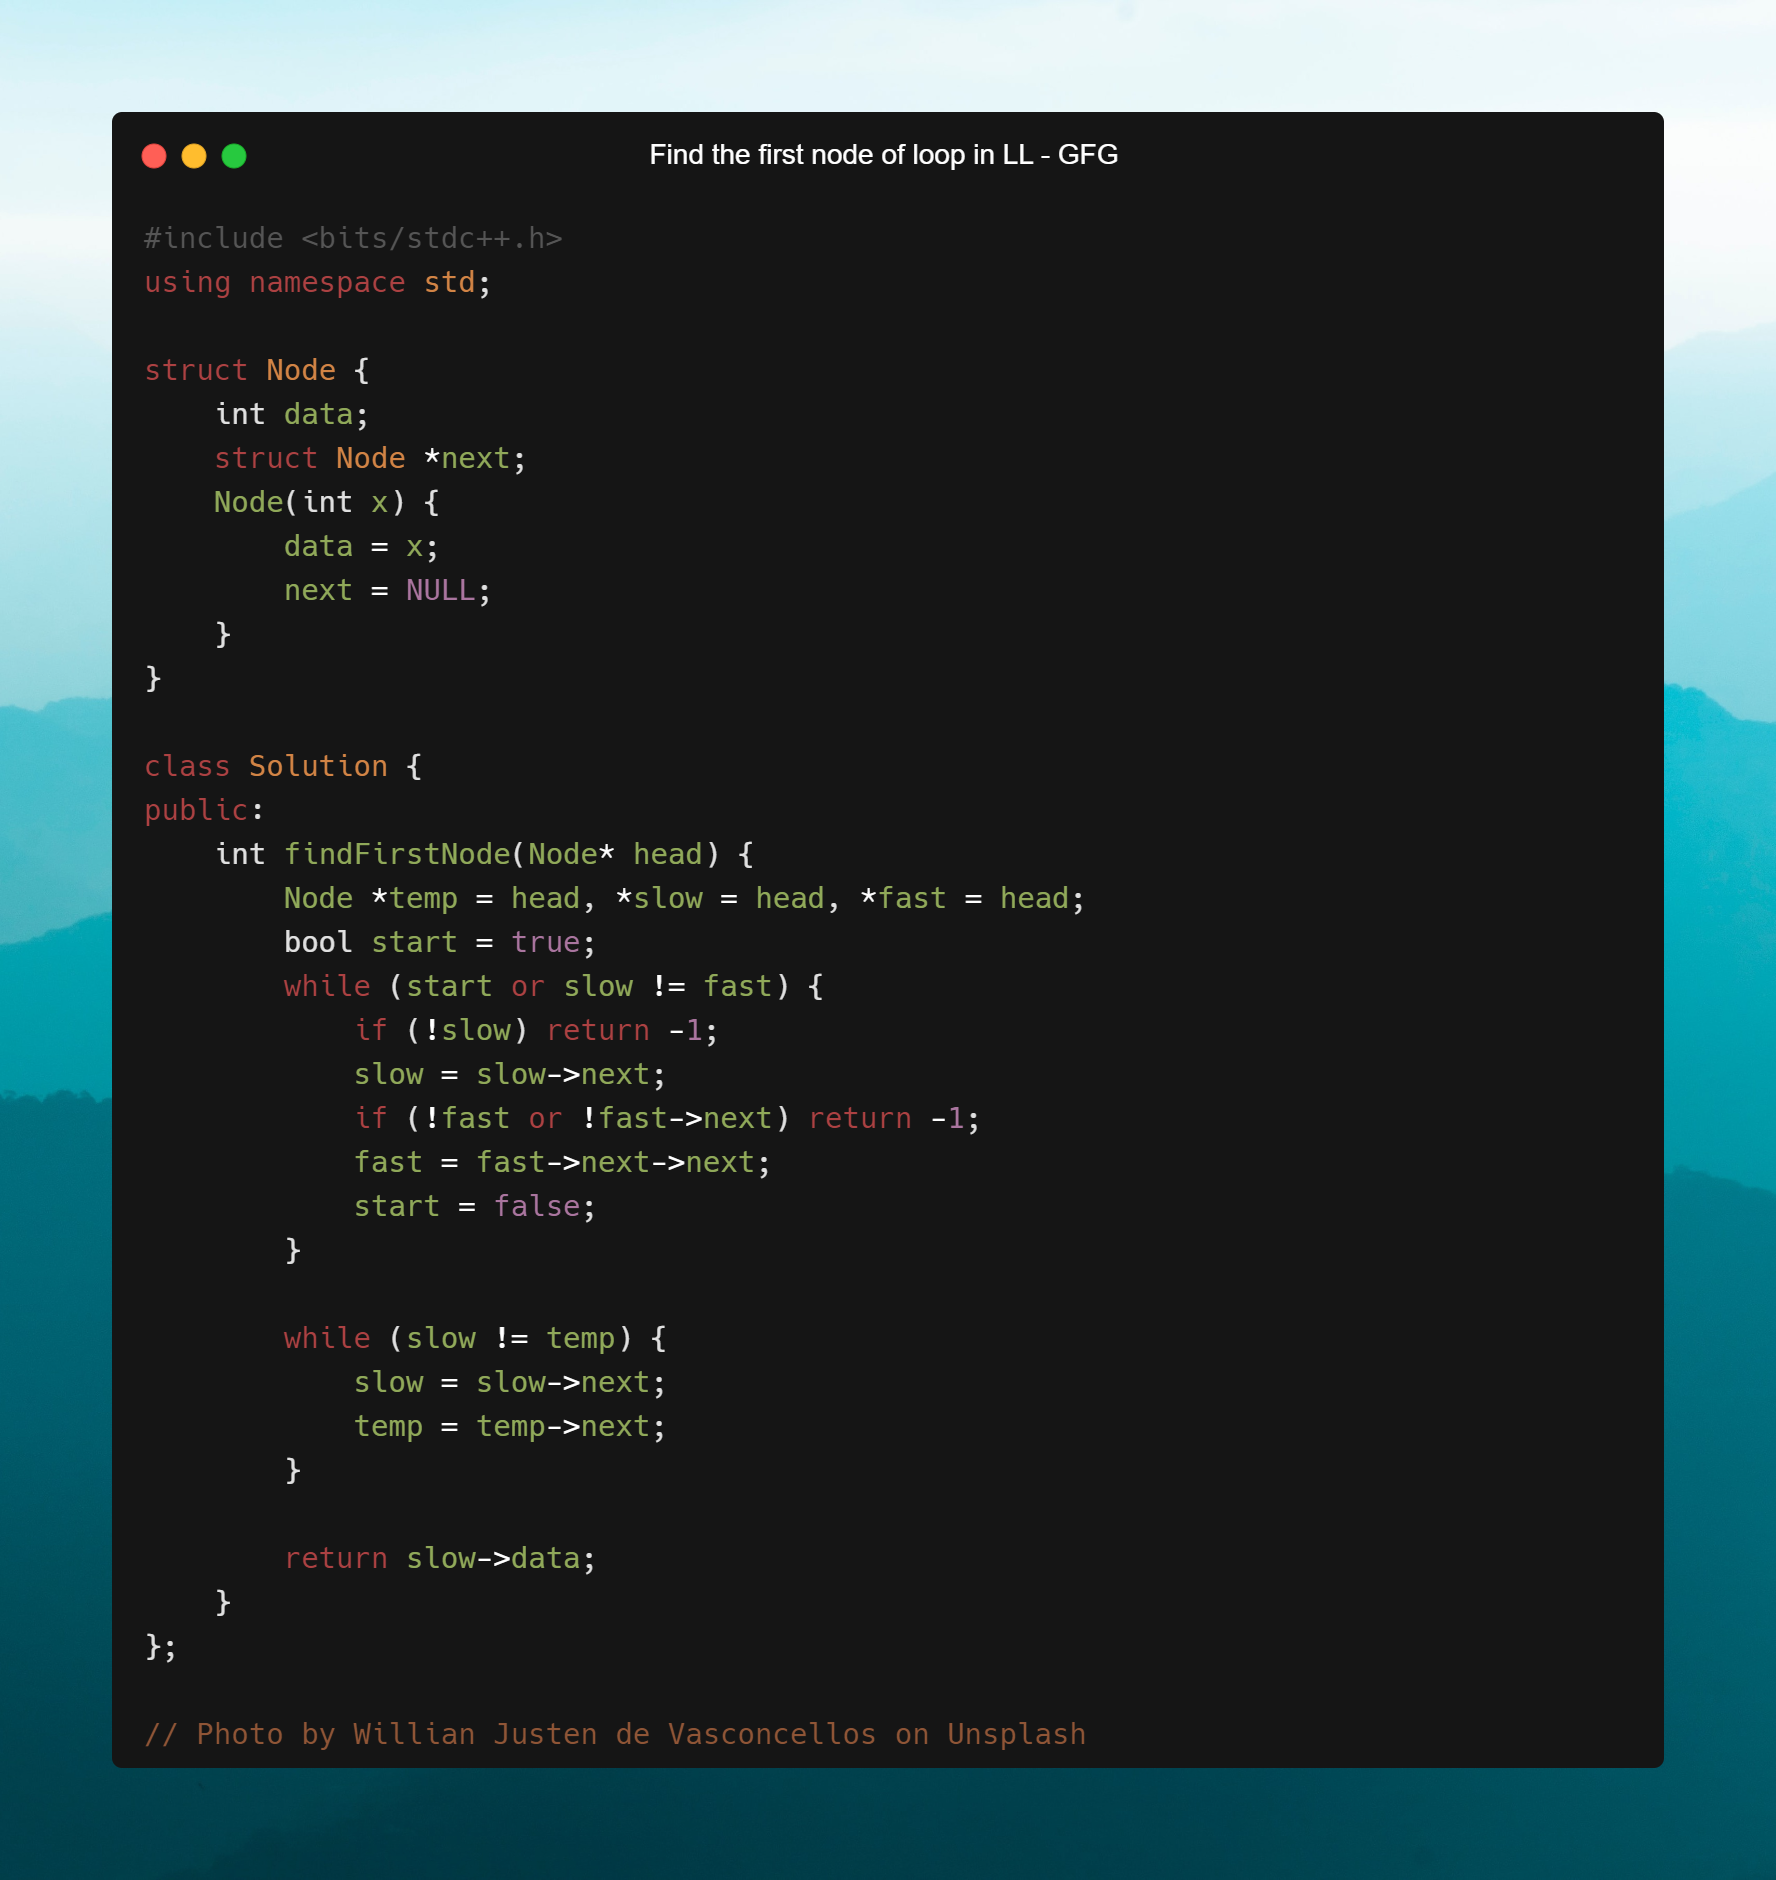 Find the first node of loop in LL - GFG
#include <bits/stdc++.h>
using namespace std;

struct Node {
    int data;
    struct Node *next;
    Node(int x) {
        data = x;
        next = NULL;
    }
}

class Solution {
public:
    int findFirstNode(Node* head) {
        Node *temp = head, *slow = head, *fast = head;
        bool start = true;
        while (start or slow != fast) {
            if (!slow) return -1;
            slow = slow->next;
            if (!fast or !fast->next) return -1;
            fast = fast->next->next;
            start = false;
        }

        while (slow != temp) {
            slow = slow->next;
            temp = temp->next;
        }

        return slow->data;
    }
};

// Photo by Willian Justen de Vasconcellos on Unsplash